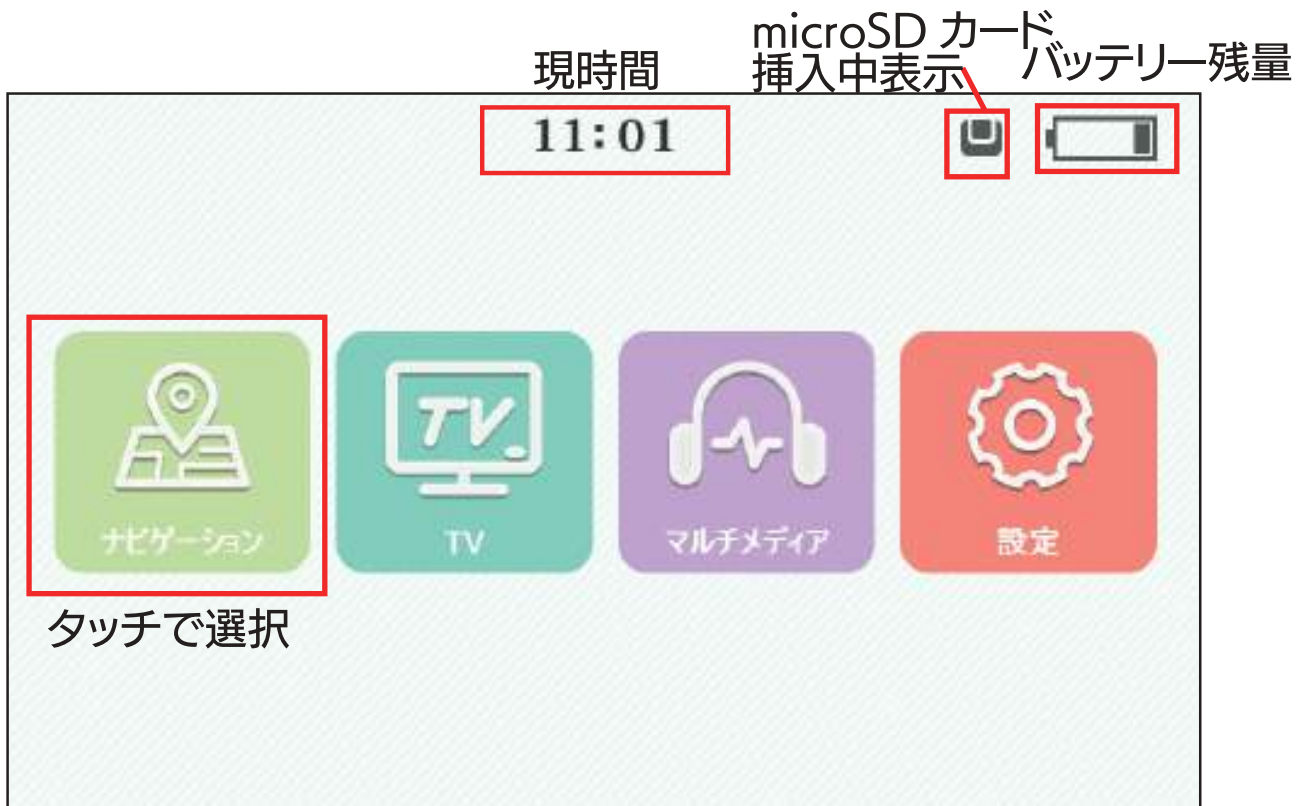 microSD カード
挿入中表示
現時間
バッテリー残量
11:01
TV
ナビゲーション
TV
マルチメディア
設定
タッチで選択